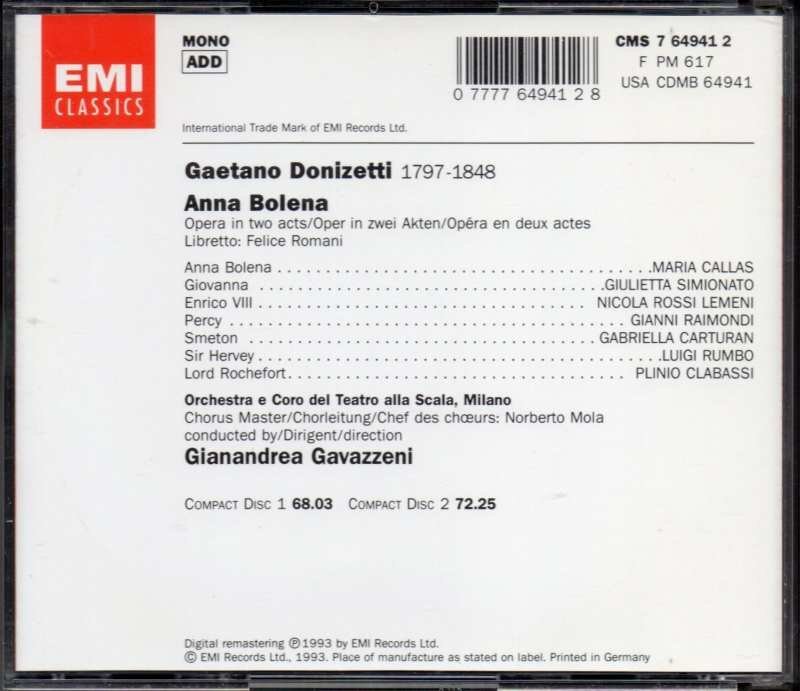 EMI
CLASSICS
MONO
ADD
0 7777 64941 2 8
CMS 7 64941 2
F PM 617
USA CDMB 64941
International Trade Mark of EMI Records Ltd.
Gaetano Donizetti 1797-1848
Anna Bolena
Opera in two acts/Oper in zwei Akten/Opéra en deux actes
Libretto: Felice Romani
Anna Bolena . . . . . . . . . . . . . . . . . . . . . . . . . . . . . . . . . . . . . . . MARIA CALLAS
Giovanna . . . . . . . . . . . . . . . . . . . . . . . . . . . . . . . . . . . . .GIULIETTA SIMIONATO
Enrico VIII . . . . . . . . . . . . . . . . . . . . . . . . . . . . . . . . . . NICOLA ROSSI LEMENI
Percy . . . . . . . . . . . . . . . . . . . . . . . . . . . . . . . . . . . . . . . . GIANNI RAIMONDI
Smeton . . . . . . . . . . . . . . . . . . . . . . . . . . . . . . . . . . . . GABRIELLA CARTURAN
Sir Hervey . . . . . . . . . . . . . . . . . . . . . . . . . . . . . . . . . . . . . . . . .LUIGI RUMBO
Lord Rochefort. . . . . . . . . . . . . . . . . . . . . . . . . . . . . . . . . . . PLINIO CLABASSI
Orchestra e Coro del Teatro alla Scala, Milano
Chorus Master/Chorleitung/Chef des chœurs: Norberto Mola
conducted by/Dirigent/direction
Gianandrea Gavazzeni
COMPACT DISC 1 68.03 COMPACT DISC 2 72.25
Digital remastering ℗1993 by EMI Records Ltd.
© EMI Records Ltd., 1993. Place of manufacture as stated on label. Printed in Germany